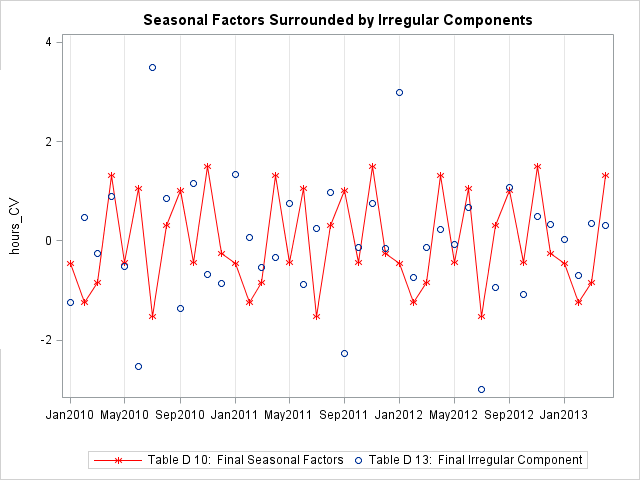 Seasonal Factors Surrounded by Irregular Components
4
2
0
-2
hours_CV
Jan2010 May2010 Sep2010 Jan2011 May2011 Sep2011 Jan2012 May2012 Sep2012 Jan2013
Table D 10: Final Seasonal Factors Table D 13: Final Irregular Component